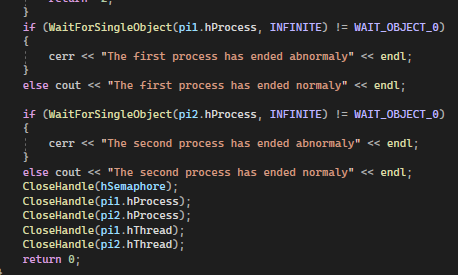 return -2;
}
if (WaitForSingleObject(pi1.hProcess, INFINITE) != WAIT_OBJECT_0)
{
cerr << "The first process has ended abnormaly" << endl;
}
else cout << "The first process has ended normaly" << endl;
if (WaitForSingleObject(pi2.hProcess, INFINITE) != WAIT_OBJECT_0)
{
cerr << "The second process has ended abnormaly" << endl;
}
else cout << "The second process has ended normaly" << endl;
CloseHandle(hSemaphore);
CloseHandle(pi1.hProcess);
CloseHandle(pi2.hProcess);
CloseHandle(pi1.hThread);
CloseHandle(pi2.hThread);
return 0;